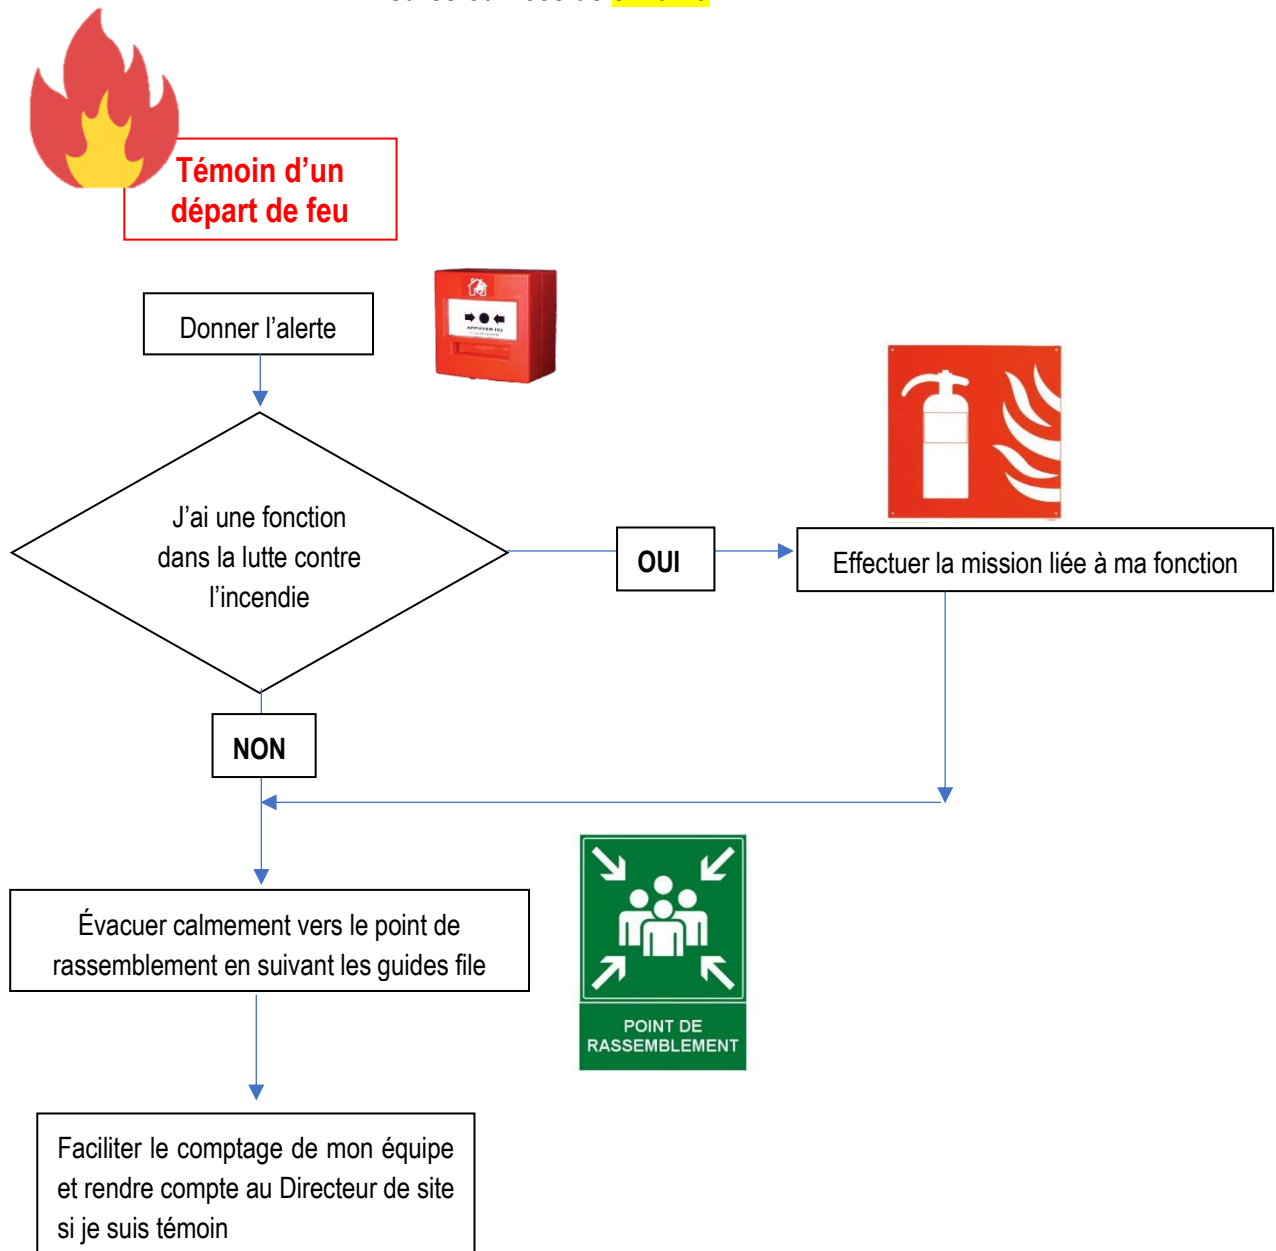 Témoin d’un
départ de feu
Donner l’alerte
APPUYER ICI
J’ai une fonction
dans la lutte contre
l’incendie
OUI
Effectuer la mission liée à ma fonction
NON
Évacuer calmement vers le point de
rassemblement en suivant les guides file
POINT DE
RASSEMBLEMENT
Faciliter le comptage de mon équipe
et rendre compte au Directeur de site
si je suis témoin